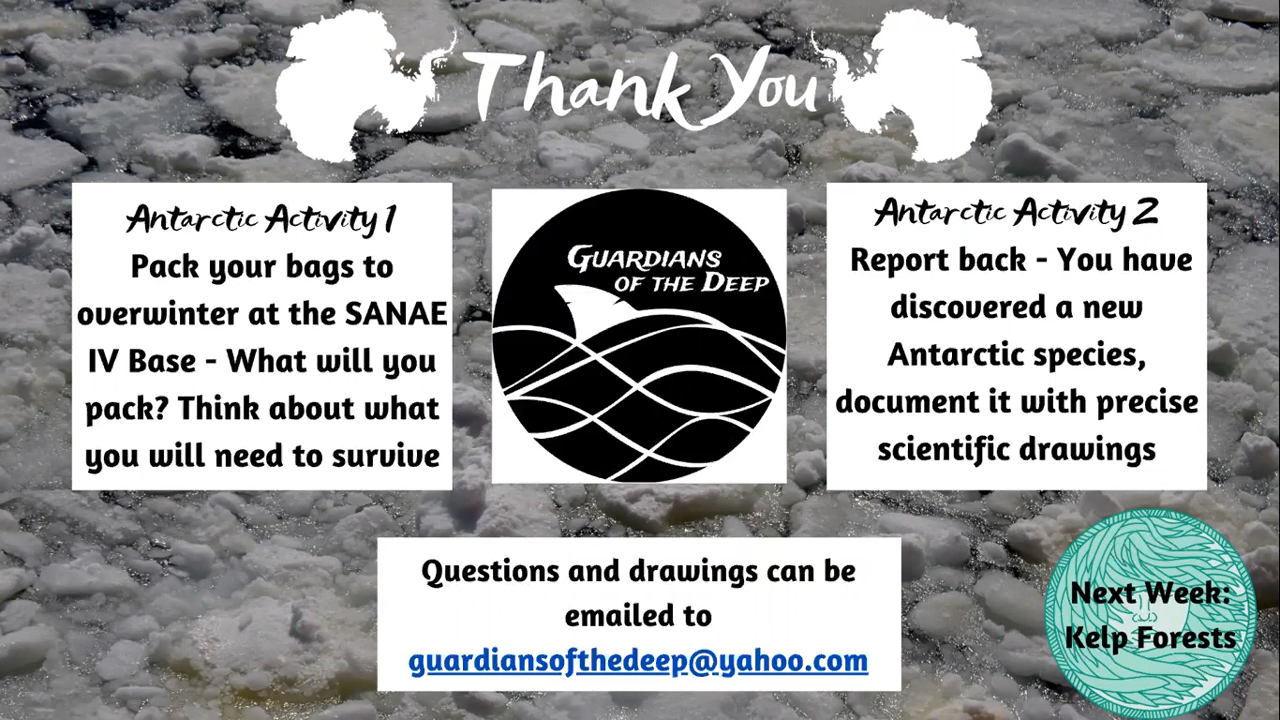 Thank You
Antarctic Activity 1
Pack your bags to
overwinter at the SANAE
IV Base - What will you
pack? Think about what
you will need to survive
GUARDIANS
OF THE DEEP
Antarctic Activity 2
Report back - You have
discovered a new
Antarctic species,
document it with precise
scientific drawings
Questions and drawings can be
emailed to
guardiansofthedeep@yahoo.com
Next Week:
Kelp Forests